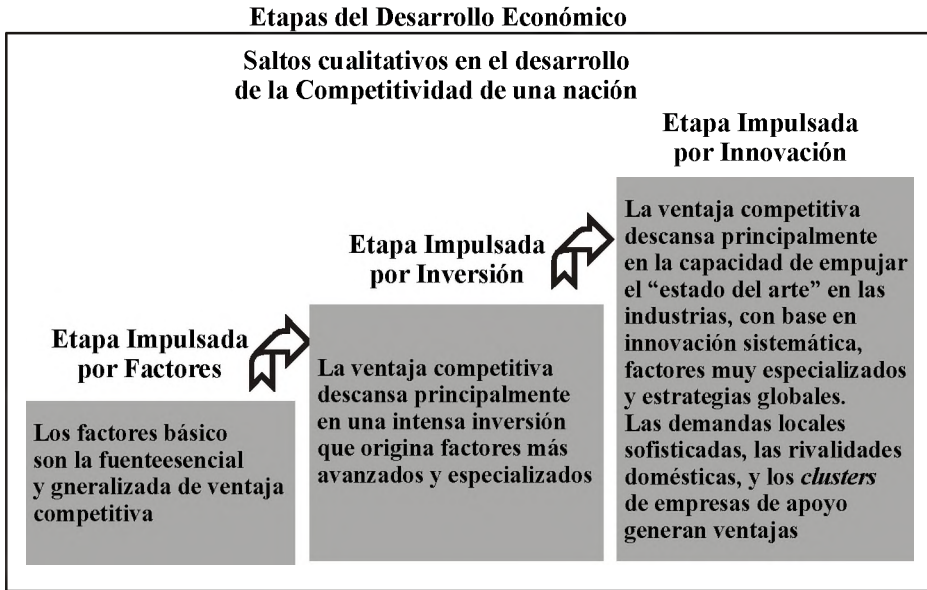 Etapas del Desarrollo Económico
Saltos cualitativos en el desarrollo
de la Competitividad de una nación
Etapa Impulsada
por Factores
Los factores básico
son la fuenteesencial
y gneralizada de ventaja
competitiva
Etapa Impulsada
por Inversión
La ventaja competitiva
descansa principalmente
en una intensa inversión
que origina factores más
avanzados y especializados
Etapa Impulsada
por Innovación
La ventaja competitiva
descansa principalmente
en la capacidad de empujar
el “estado del arte” en las
industrias, con base en
innovación sistemática,
factores muy especializados
y estrategias globales.
Las demandas locales
sofisticadas, las rivalidades
domésticas, y los clusters
de empresas de apoyo
generan ventajas